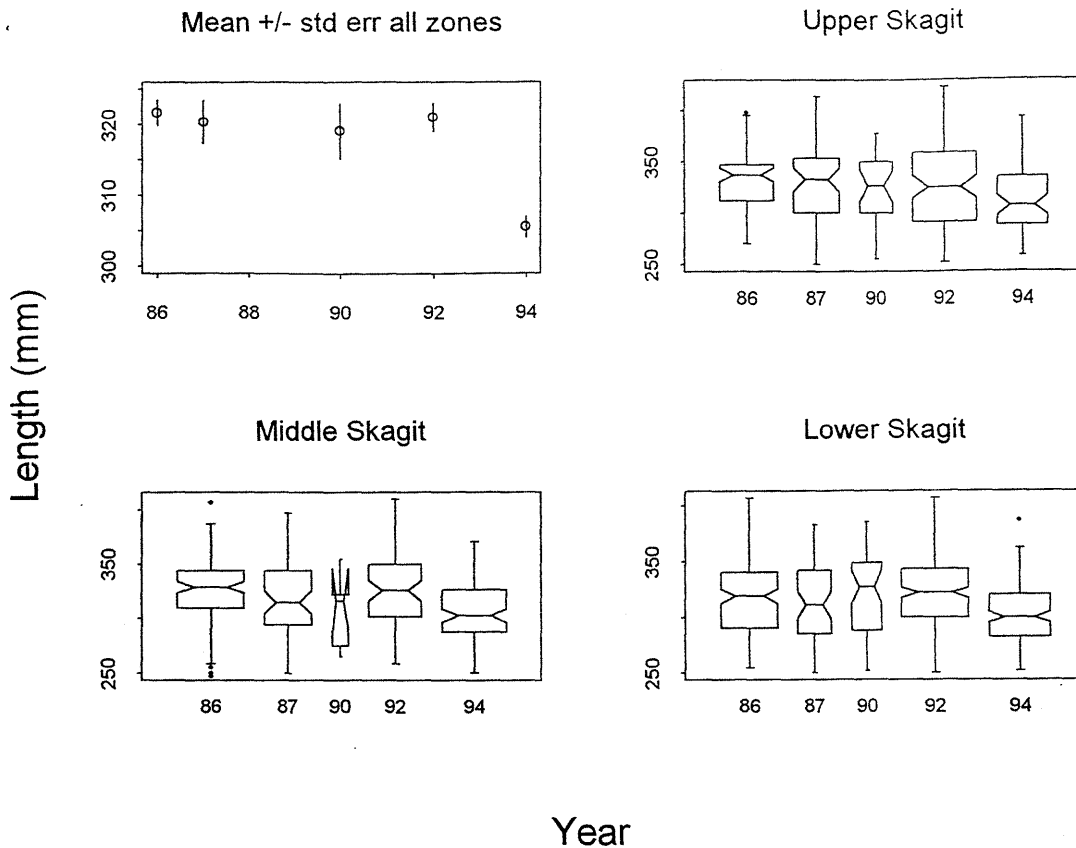 Mean +/- std err all zones
Upper Skagit
320
310
300
86 88 90 92 94
350
250
86 87 90 92 94
Length (mm)
Middle Skagit
Lower Skagit
350
250
86 87 90 92 94
350
250
86 87 90 92 94
Year